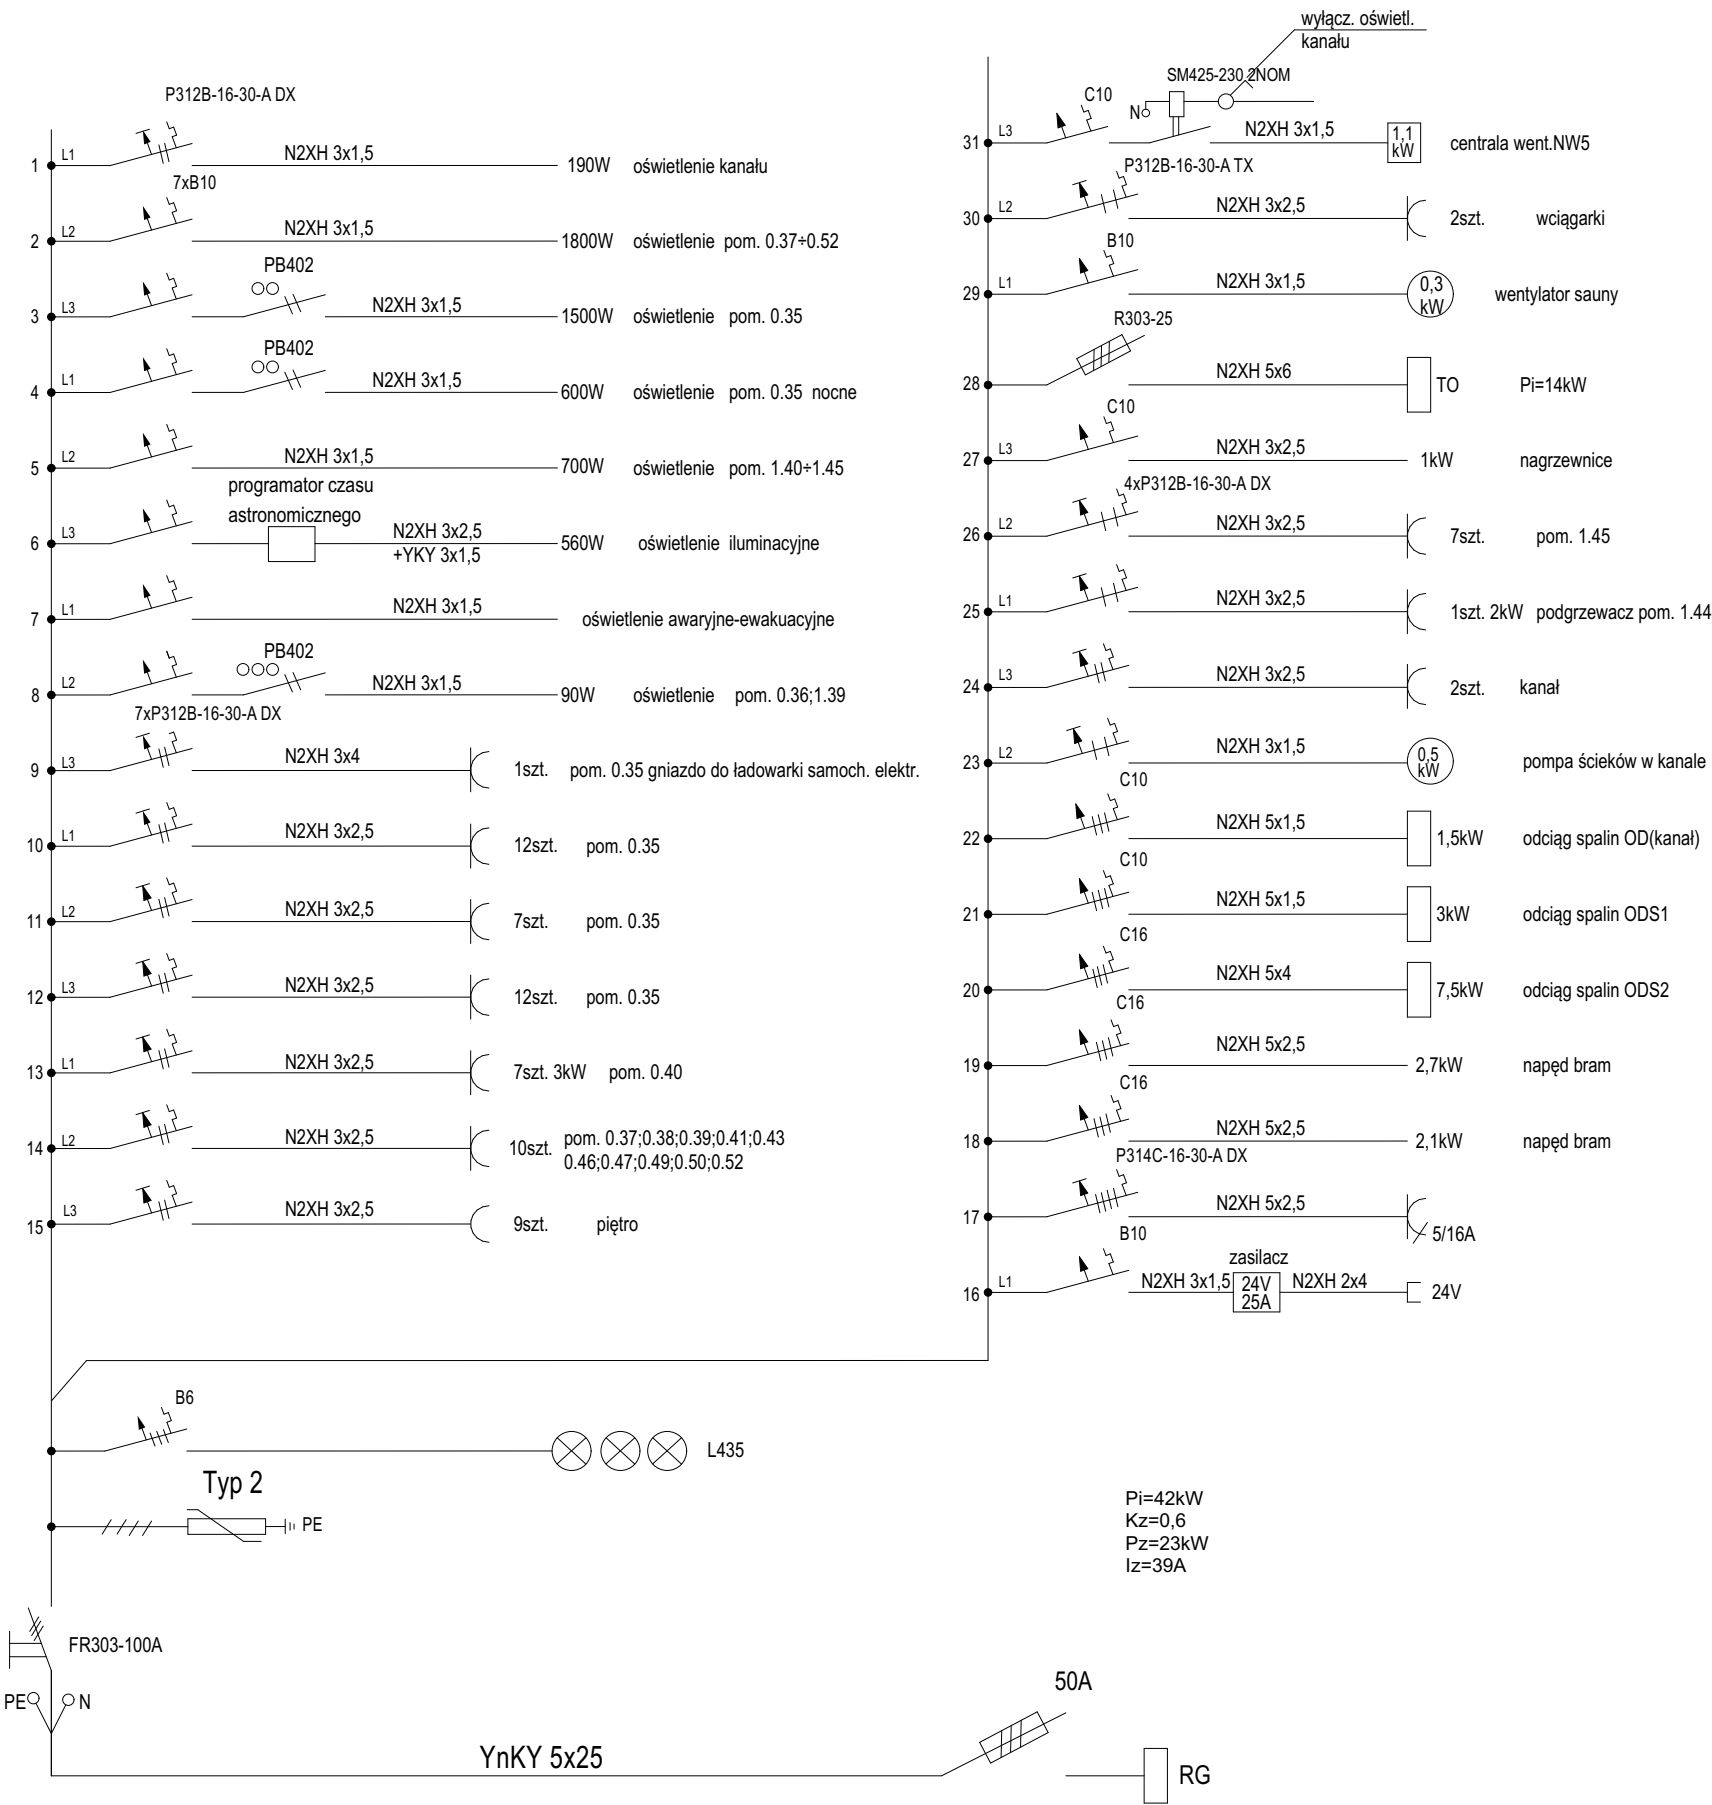 P312B-16-30-A DX
1 L1 N2XH 3x1,5 190W oświetlenie kanału
7xB10
2 L2 N2XH 3x1,5 1800W oświetlenie pom. 0.37÷0.52
PB402
3 L3 N2XH 3x1,5 1500W oświetlenie pom. 0.35
PB402
4 L1 N2XH 3x1,5 600W oświetlenie pom. 0.35 nocne
5 L2 N2XH 3x1,5 700W oświetlenie pom. 1.40÷1.45
programator czasu
astronomicznego
6 L3 N2XH 3x2,5 560W oświetlenie iluminacyjne
+YKY 3x1,5
7 L1 N2XH 3x1,5 oświetlenie awaryjne-ewakuacyjne
PB402
8 L2 N2XH 3x1,5 90W oświetlenie pom. 0.36;1.39
7xP312B-16-30-A DX
9 L3 N2XH 3x4 1szt. pom. 0.35 gniazdo do ładowarki samoch. elektr.
10 L1 N2XH 3x2,5 12szt. pom. 0.35
11 L2 N2XH 3x2,5 7szt. pom. 0.35
12 L3 N2XH 3x2,5 12szt. pom. 0.35
13 L1 N2XH 3x2,5 7szt. 3kW pom. 0.40
14 L2 N2XH 3x2,5 10szt. pom. 0.37;0.38;0.39;0.41;0.43
0.46;0.47;0.49;0.50;0.52
15 L3 N2XH 3x2,5 9szt. piętro
wyłącz. oświetl.
kanału
SM425-230 2NOM
C10
N
31 L3 N2XH 3x1,5 1,1 kW centrala went.NW5
P312B-16-30-A TX
30 L2 N2XH 3x2,5 2szt. wciągarki
B10
29 L1 N2XH 3x1,5 0,3 kW wentylator sauny
R303-25
28 N2XH 5x6 TO Pi=14kW
C10
27 L3 N2XH 3x2,5 1kW nagrzewnice
4xP312B-16-30-A DX
26 L2 N2XH 3x2,5 7szt. pom. 1.45
25 L1 N2XH 3x2,5 1szt. 2kW podgrzewacz pom. 1.44
24 L3 N2XH 3x2,5 2szt. kanał
23 L2 N2XH 3x1,5 0,5 kW pompa ścieków w kanale
C10
22 N2XH 5x1,5 1,5kW odciąg spalin OD(kanał)
C10
21 N2XH 5x1,5 3kW odciąg spalin ODS1
C16
20 N2XH 5x4 7,5kW odciąg spalin ODS2
C16
19 N2XH 5x2,5 2,7kW napęd bram
C16
18 N2XH 5x2,5 2,1kW napęd bram
P314C-16-30-A DX
17 N2XH 5x2,5 5/16A
B10
zasilacz
16 L1 N2XH 3x1,5 24V 25A N2XH 2x4 24V
B6
L435
Typ 2
PE
Pi=42kW
Kz=0,6
Pz=23kW
Iz=39A
FR303-100A
PE N
50A
YnKY 5x25
RG